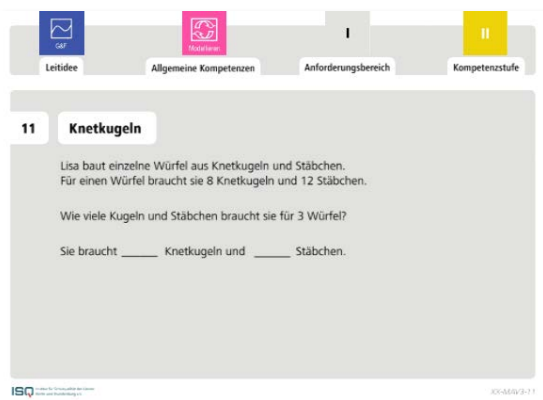 G&F
Modellieren
I
II
Leitidee
Allgemeine Kompetenzen
Anforderungsbereich
Kompetenzstufe
11 Knetkugeln
Lisa baut einzelne Würfel aus Knetkugeln und Stäbchen.
Für einen Würfel braucht sie 8 Knetkugeln und 12 Stäbchen.
Wie viele Kugeln und Stäbchen braucht sie für 3 Würfel?
Sie braucht ______ Knetkugeln und ______ Stäbchen.
ISQ